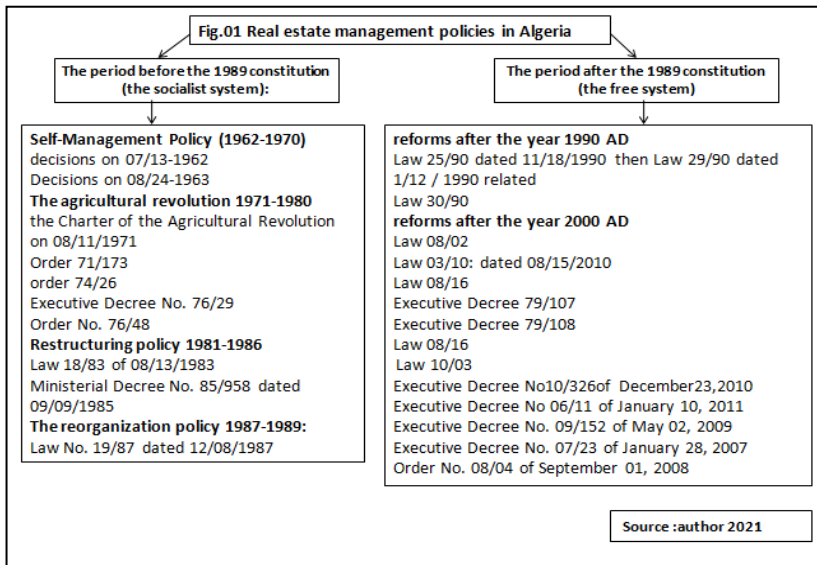 Fig.01 Real estate management policies in Algeria
The period before the 1989 constitution
(the socialist system):
Self-Management Policy (1962-1970)
decisions on 07/13-1962
Decisions on 08/24-1963
The agricultural revolution 1971-1980
the Charter of the Agricultural Revolution
on 08/11/1971
Order 71/173
order 74/26
Executive Decree No. 76/29
Order No. 76/48
Restructuring policy 1981-1986
Law 18/83 of 08/13/1983
Ministerial Decree No. 85/958 dated
09/09/1985
The reorganization policy 1987-1989:
Law No. 19/87 dated 12/08/1987
The period after the 1989 constitution
(the free system)
reforms after the year 1990 AD
Law 25/90 dated 11/18/1990 then Law 29/90 dated
1/12 / 1990 related
Law 30/90
reforms after the year 2000 AD
Law 08/02
Law 03/10: dated 08/15/2010
Law 08/16
Executive Decree 79/107
Executive Decree 79/108
Law 08/16
Law 10/03
Executive Decree No10/326of December23,2010
Executive Decree No 06/11 of January 10, 2011
Executive Decree No. 09/152 of May 02, 2009
Executive Decree No. 07/23 of January 28, 2007
Order No. 08/04 of September 01, 2008
Source :author 2021